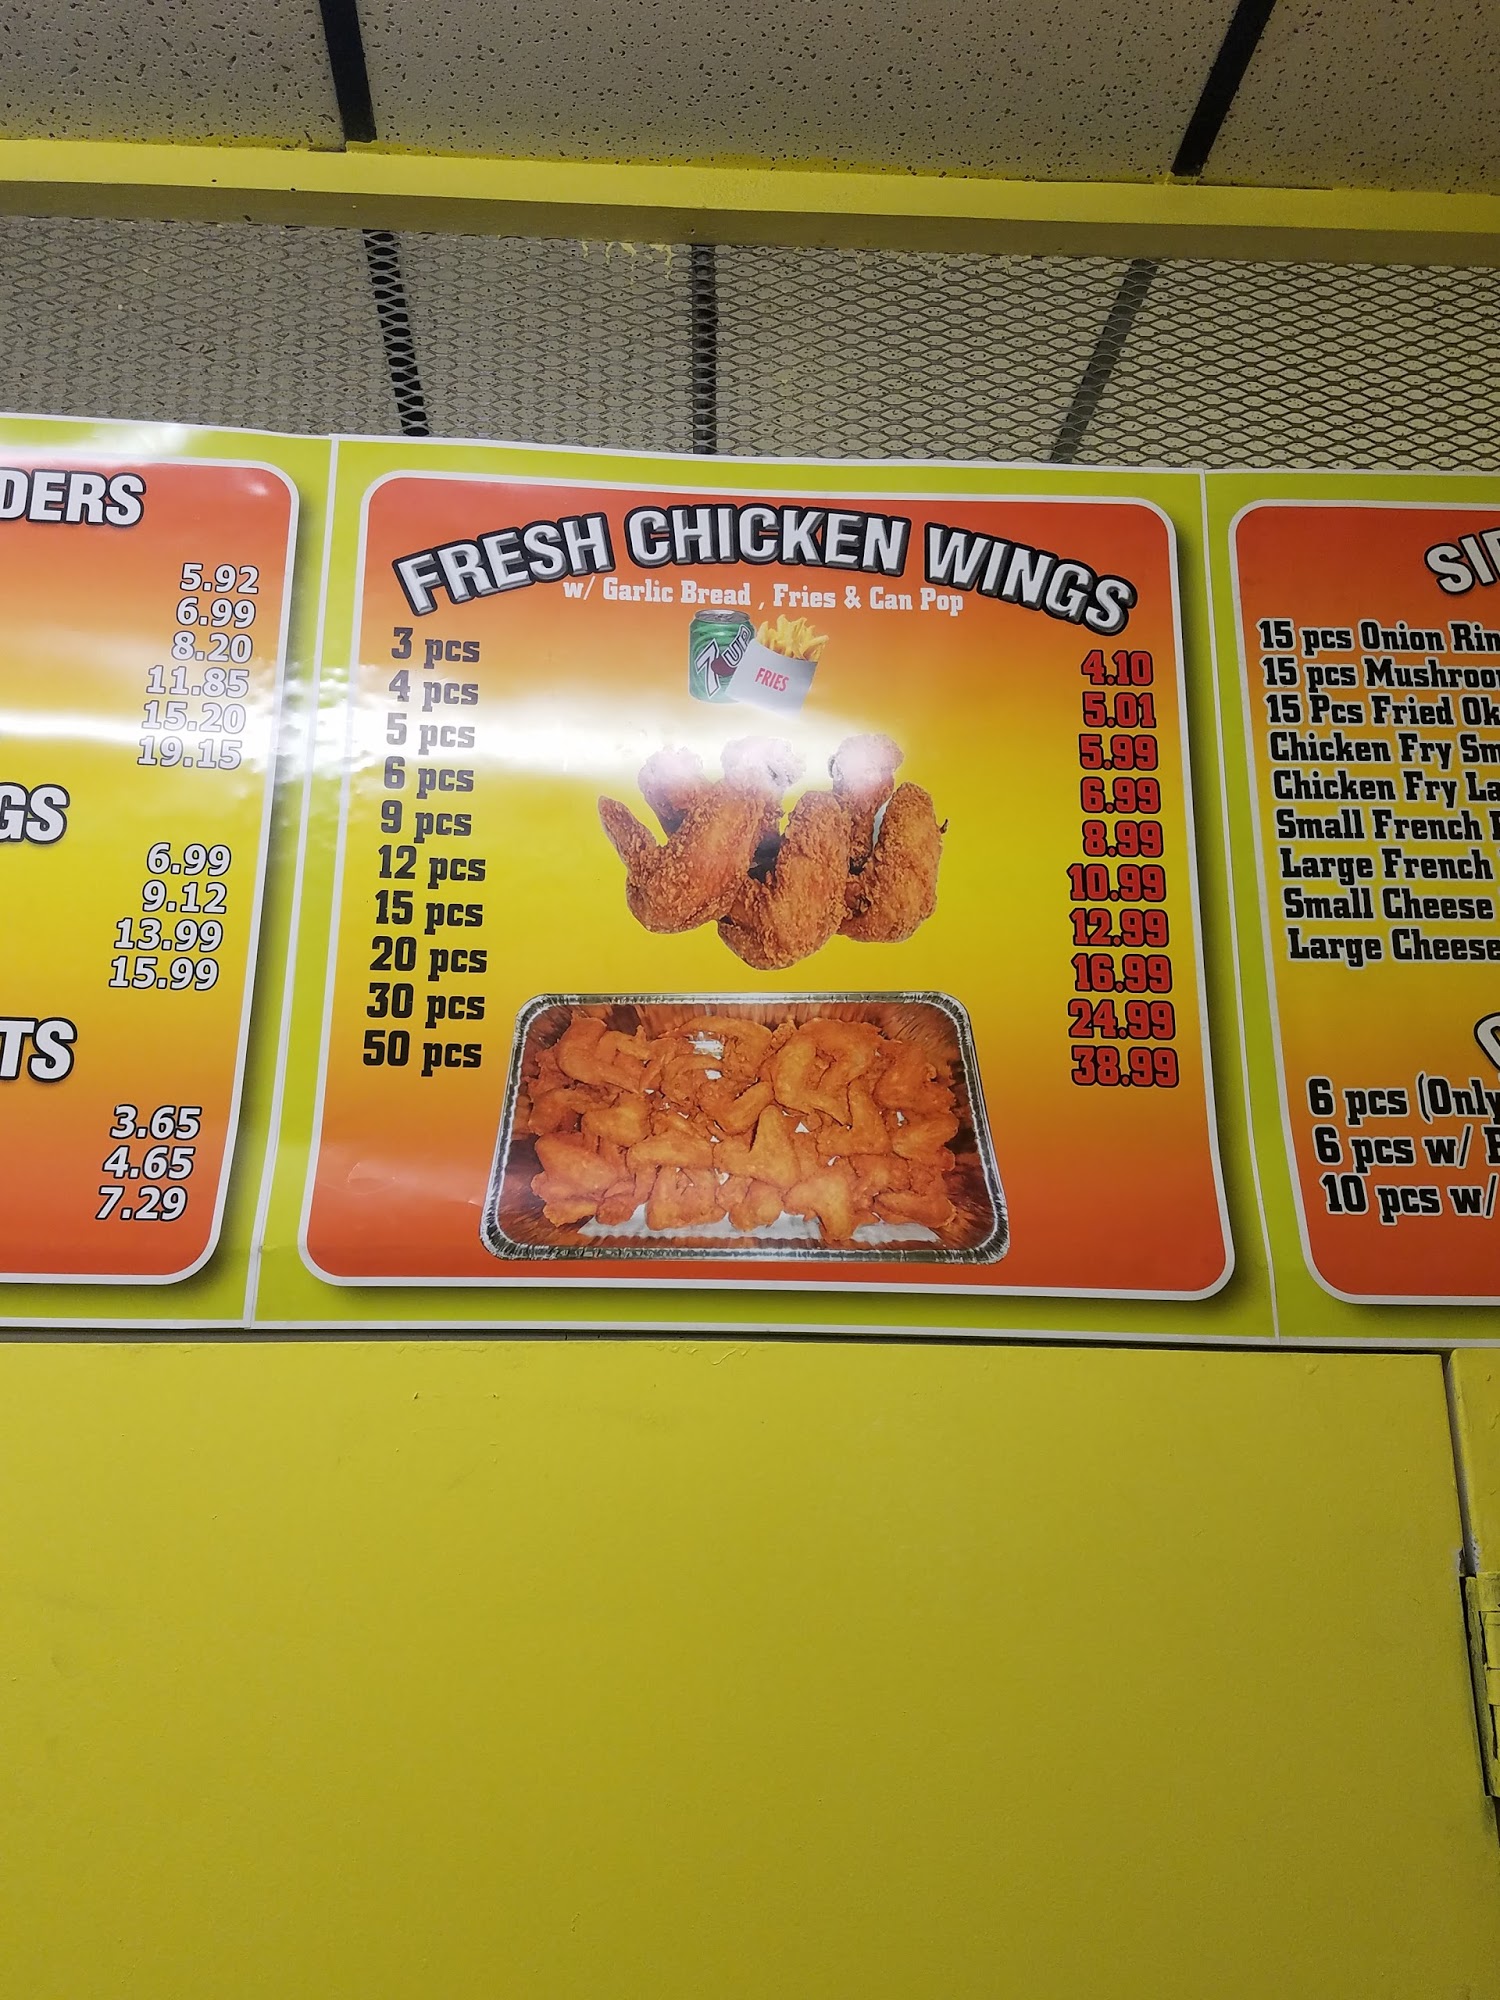 DERS
5.92
6.99
8.20
11.85
15.20
19.15
GS
6.99
9.12
13.99
15.99
TS
3.65
4.65
7.29
FRESH CHICKEN WINGS
w/ Garlic Bread , Fries & Can Pop
7UP
FRIES
3 pcs 4.10
4 pcs 5.01
5 pcs 5.99
6 pcs 6.99
9 pcs 8.99
12 pcs 10.99
15 pcs 12.99
20 pcs 16.99
30 pcs 24.99
50 pcs 38.99
15 pcs Onion Rin
15 pcs Mushroo
15 Pcs Fried Ok
Chicken Fry Sm
Chicken Fry La
Small French
Large French
Small Cheese
Large Cheese
6 pcs (Only
6 pcs w/
10 pcs w/